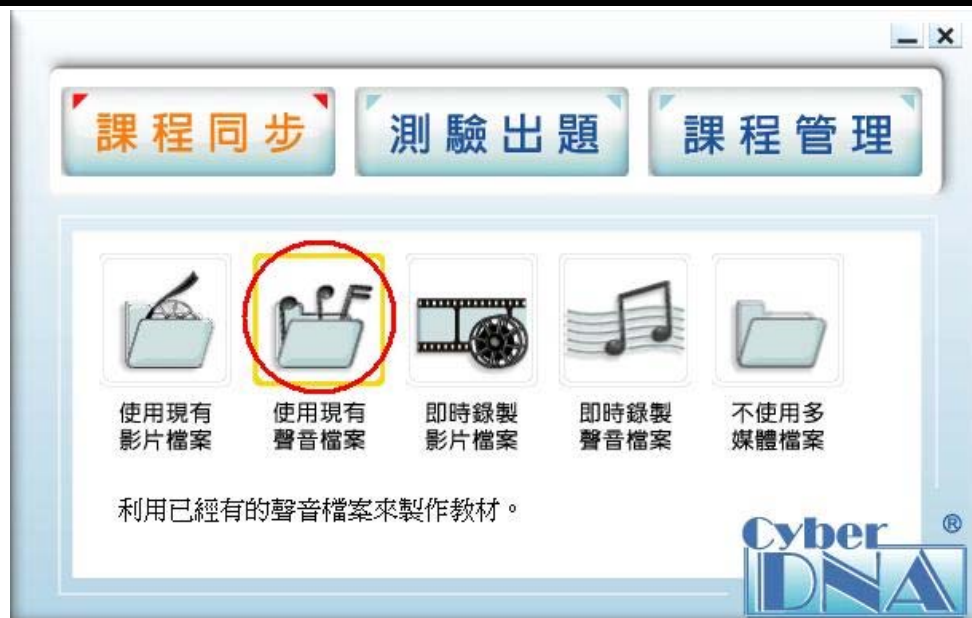 課程同步
測驗出題
課程管理
使用現有
影片檔案
使用現有
聲音檔案
即時錄製
影片檔案
即時錄製
聲音檔案
不使用多
媒體檔案
利用已經有的聲音檔案來製作教材。
Cyber ®
DNA